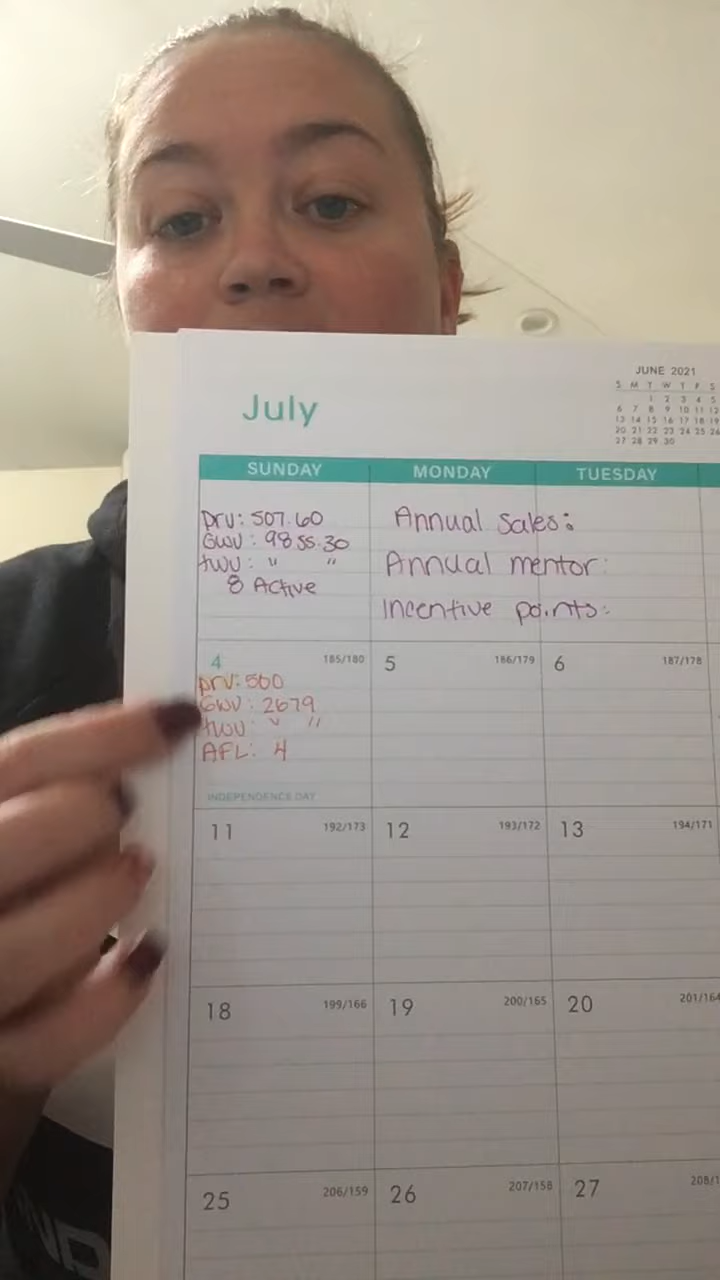 July
JUNE 2021
S M T W T F S
1 2 3 4 5
6 7 8 9 10 11 12
13 14 15 16 17 18 19
20 21 22 23 24 25 26
27 28 29 30
SUNDAY MONDAY TUESDAY
prv: 507.60
GWV: 9855.30
twv: " "
8 Active
Annual sales:
Annual mentor:
Incentive points:
4 185/180 5 186/179 6 187/178
prv: 500
GWV: 2679
twv: " "
AFL: 4
INDEPENDENCE DAY
11 192/173 12 193/172 13 194/171
18 199/166 19 200/165 20 201/164
25 206/159 26 207/158 27